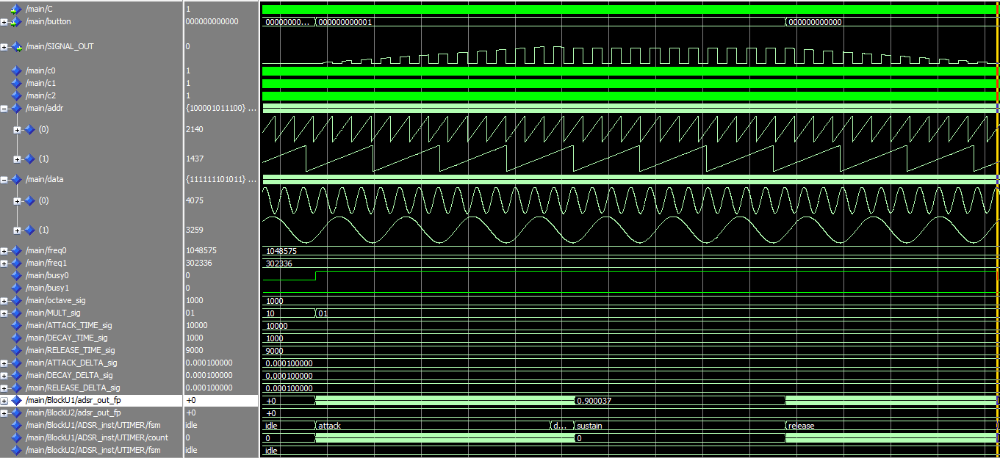 /main/C 1
/main/button 000000000000 00000000... 000000000001 000000000000
/main/SIGNAL_OUT 0
/main/c0 1
/main/c1 1
/main/c2 1
/main/addr {100001011100} ...
(0) 2140
(1) 1437
/main/data {111111101011} ...
(0) 4075
(1) 3259
/main/freq0 1048575 1048575
/main/freq1 302336 302336
/main/busy0 0
/main/busy1 0
/main/octave_sig 1000 1000
/main/MULT_sig 01 10 01
/main/ATTACK_TIME_sig 10000 10000
/main/DECAY_TIME_sig 1000 1000
/main/RELEASE_TIME_sig 9000 9000
/main/ATTACK_DELTA_sig 0.000100000 0.000100000
/main/DECAY_DELTA_sig 0.000100000 0.000100000
/main/RELEASE_DELTA_sig 0.000100000 0.000100000
/main/BlockU1/adsr_out_fp +0 +0 0.900037
/main/BlockU2/adsr_out_fp +0 +0
/main/BlockU1/ADSR_inst/UTIMER/fsm idle idle attack d... sustain release
/main/BlockU1/ADSR_inst/UTIMER/count 0 0 0
/main/BlockU2/ADSR_inst/UTIMER/fsm idle idle